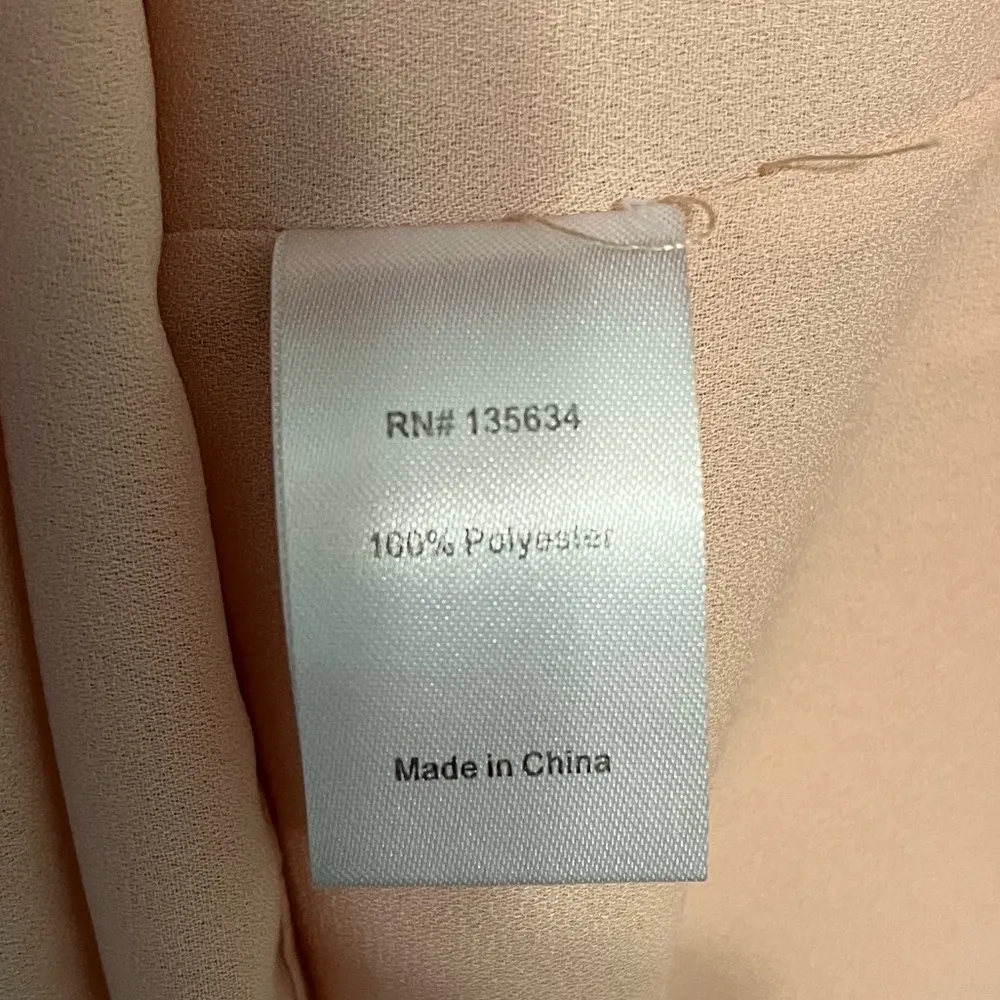 RN# 135634
100% Polyester
Made in China